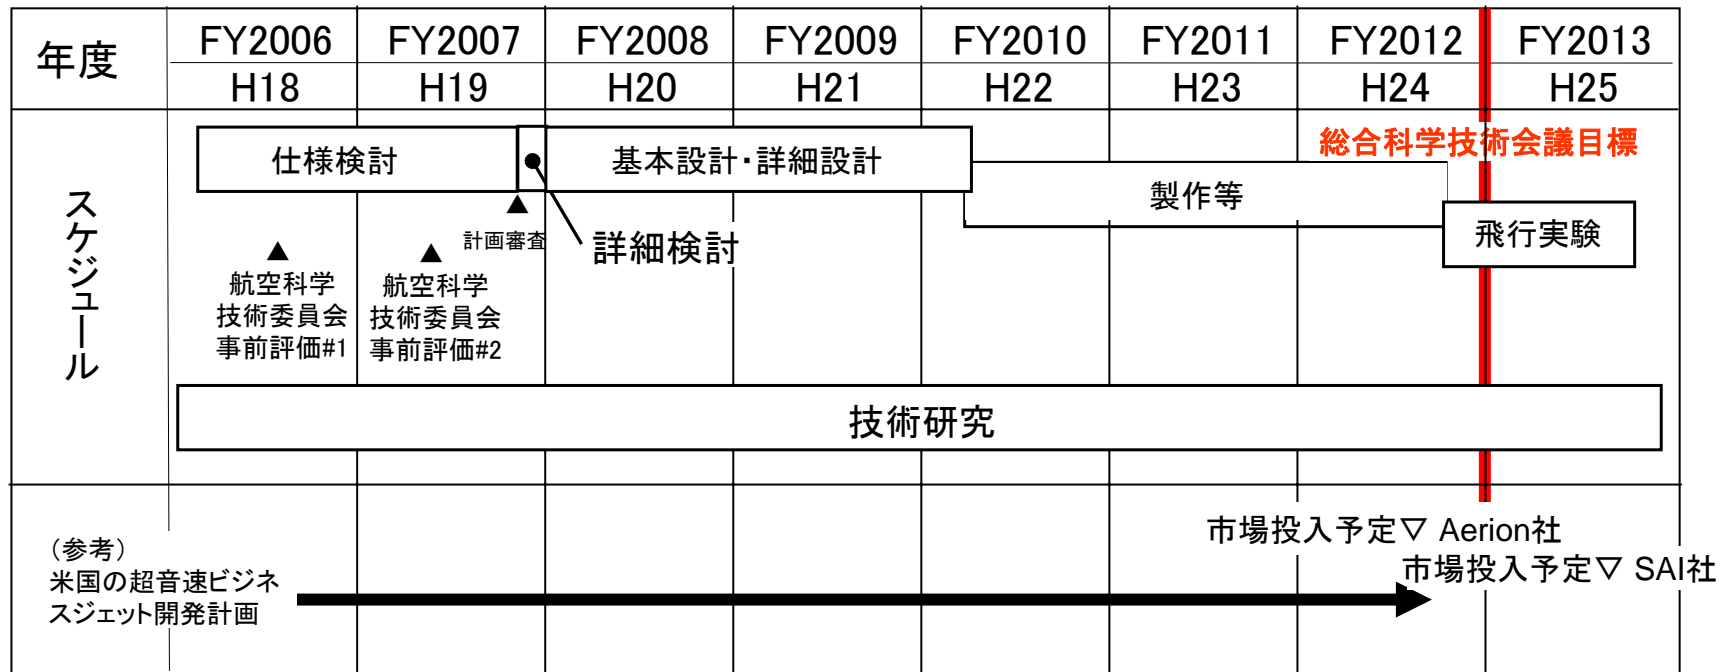 年度
FY2006 FY2007 FY2008 FY2009 FY2010 FY2011 FY2012 FY2013
H18 H19 H20 H21 H22 H23 H24 H25
スケジュール
総合科学技術会議目標
仕様検討
基本設計・詳細設計
製作等
飛行実験
▲
計画審査
詳細検討
▲
航空科学
技術委員会
事前評価#1
▲
航空科学
技術委員会
事前評価#2
技術研究
(参考)
米国の超音速ビジネ
スジェット開発計画
市場投入予定▽ Aerion社
市場投入予定▽ SAI社